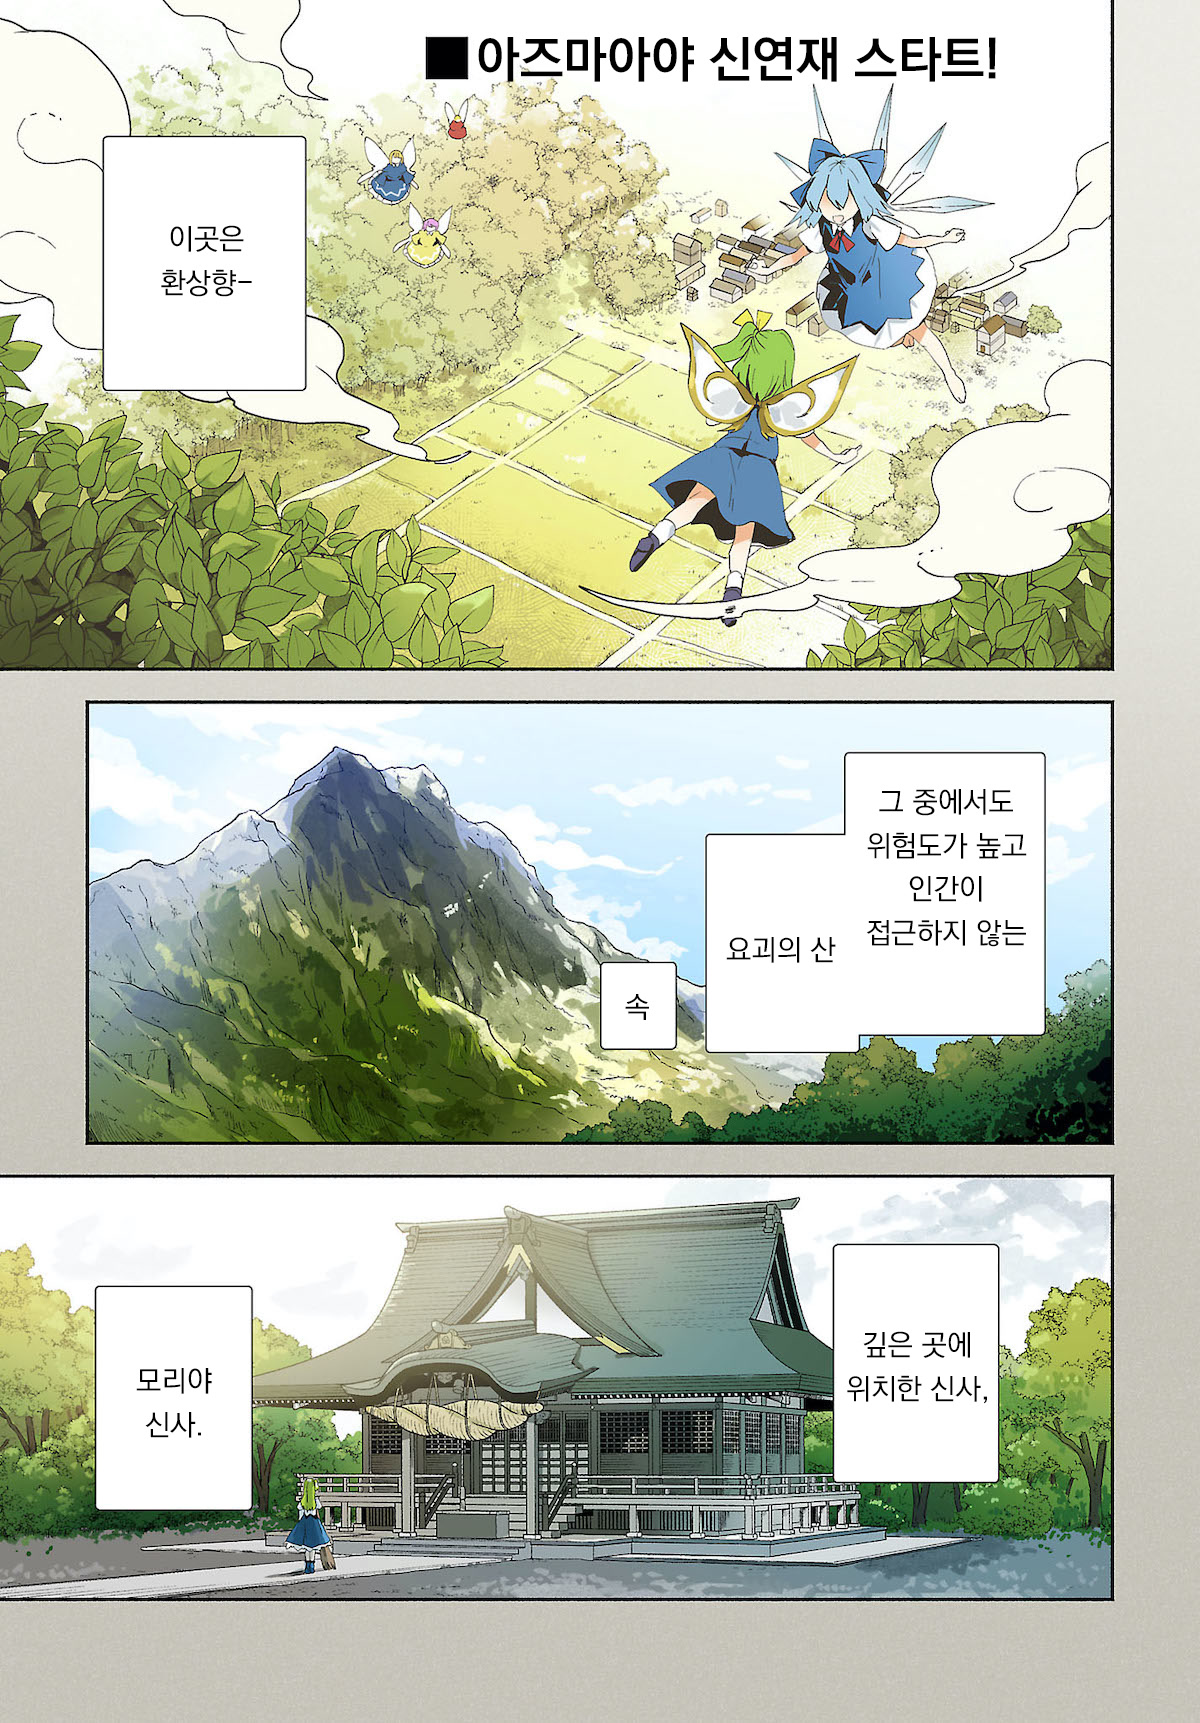 ■아즈마아야 신연재 스타트!
이곳은
환상향-
그 중에서도
위험도가 높고
인간이
접근하지 않는
요괴의 산
속
깊은 곳에
위치한 신사,
모리야
신사.